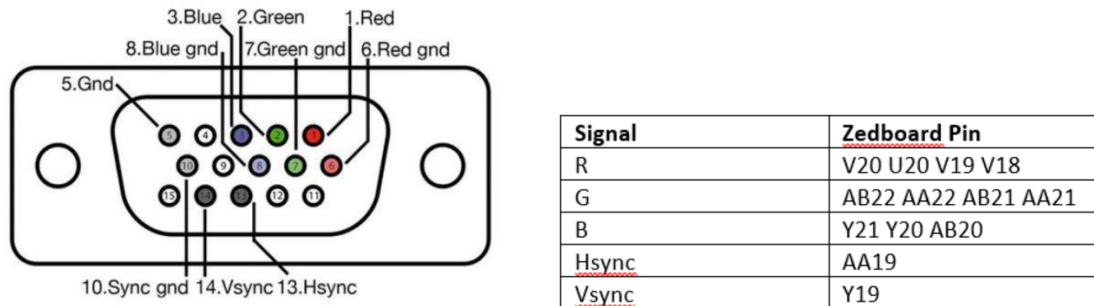 3.Blue 2.Green 1.Red
8.Blue gnd 7.Green gnd 6.Red gnd
5.Gnd
5 4 3 2 1
10 9 8 7 6
15 14 13 12 11
10.Sync gnd 14.Vsync 13.Hsync
Signal Zedboard Pin
R V20 U20 V19 V18
G AB22 AA22 AB21 AA21
B Y21 Y20 AB20
Hsync AA19
Vsync Y19